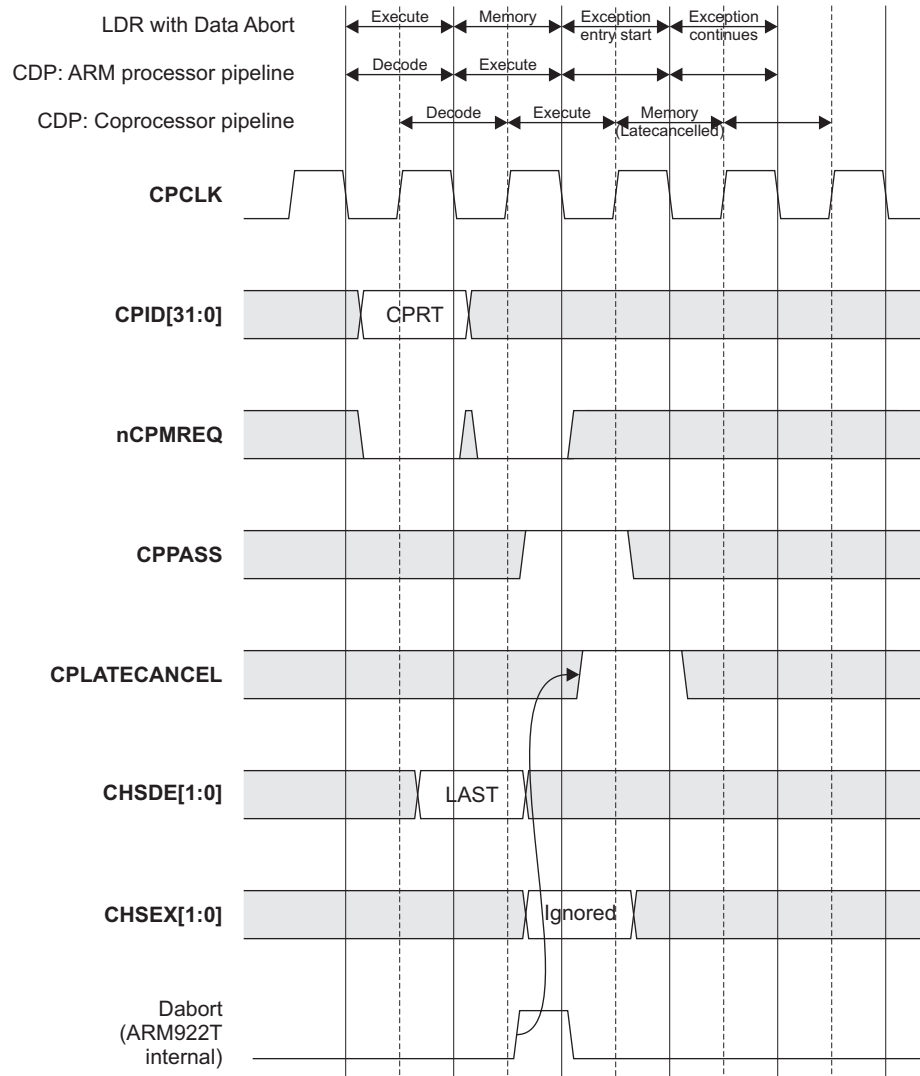 LDR with Data Abort
Execute
Memory
Exception
entry start
Exception
continues
CDP: ARM processor pipeline
Decode
Execute
CDP: Coprocessor pipeline
Decode
Execute
Memory
(Latecancelled)
CPCLK
CPID[31:0]
CPRT
nCPMREQ
CPPASS
CPLATECANCEL
CHSDE[1:0]
LAST
CHSEX[1:0]
Ignored
Dabort
(ARM922T
internal)